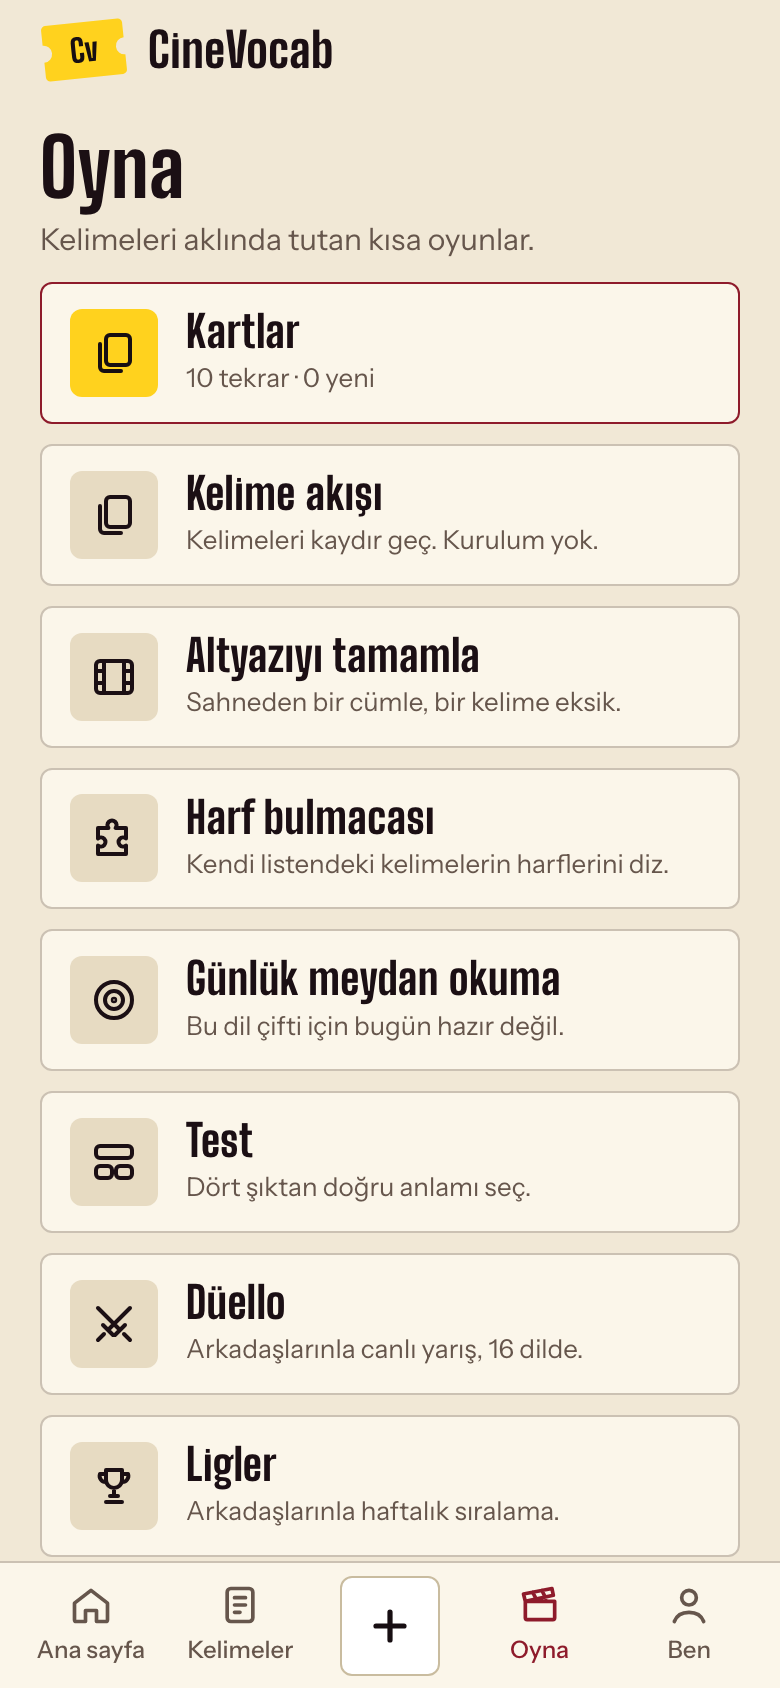 Cv
CineVocab
Oyna
Kelimeleri aklında tutan kısa oyunlar.
Kartlar
10 tekrar · 0 yeni
Kelime akışı
Kelimeleri kaydır geç. Kurulum yok.
Altyazıyı tamamla
Sahneden bir cümle, bir kelime eksik.
Harf bulmacası
Kendi listendeki kelimelerin harflerini diz.
Günlük meydan okuma
Bu dil çifti için bugün hazır değil.
Test
Dört şıktan doğru anlamı seç.
Düello
Arkadaşlarınla canlı yarış, 16 dilde.
Ligler
Arkadaşlarınla haftalık sıralama.
Ana sayfa
Kelimeler
Oyna
Ben